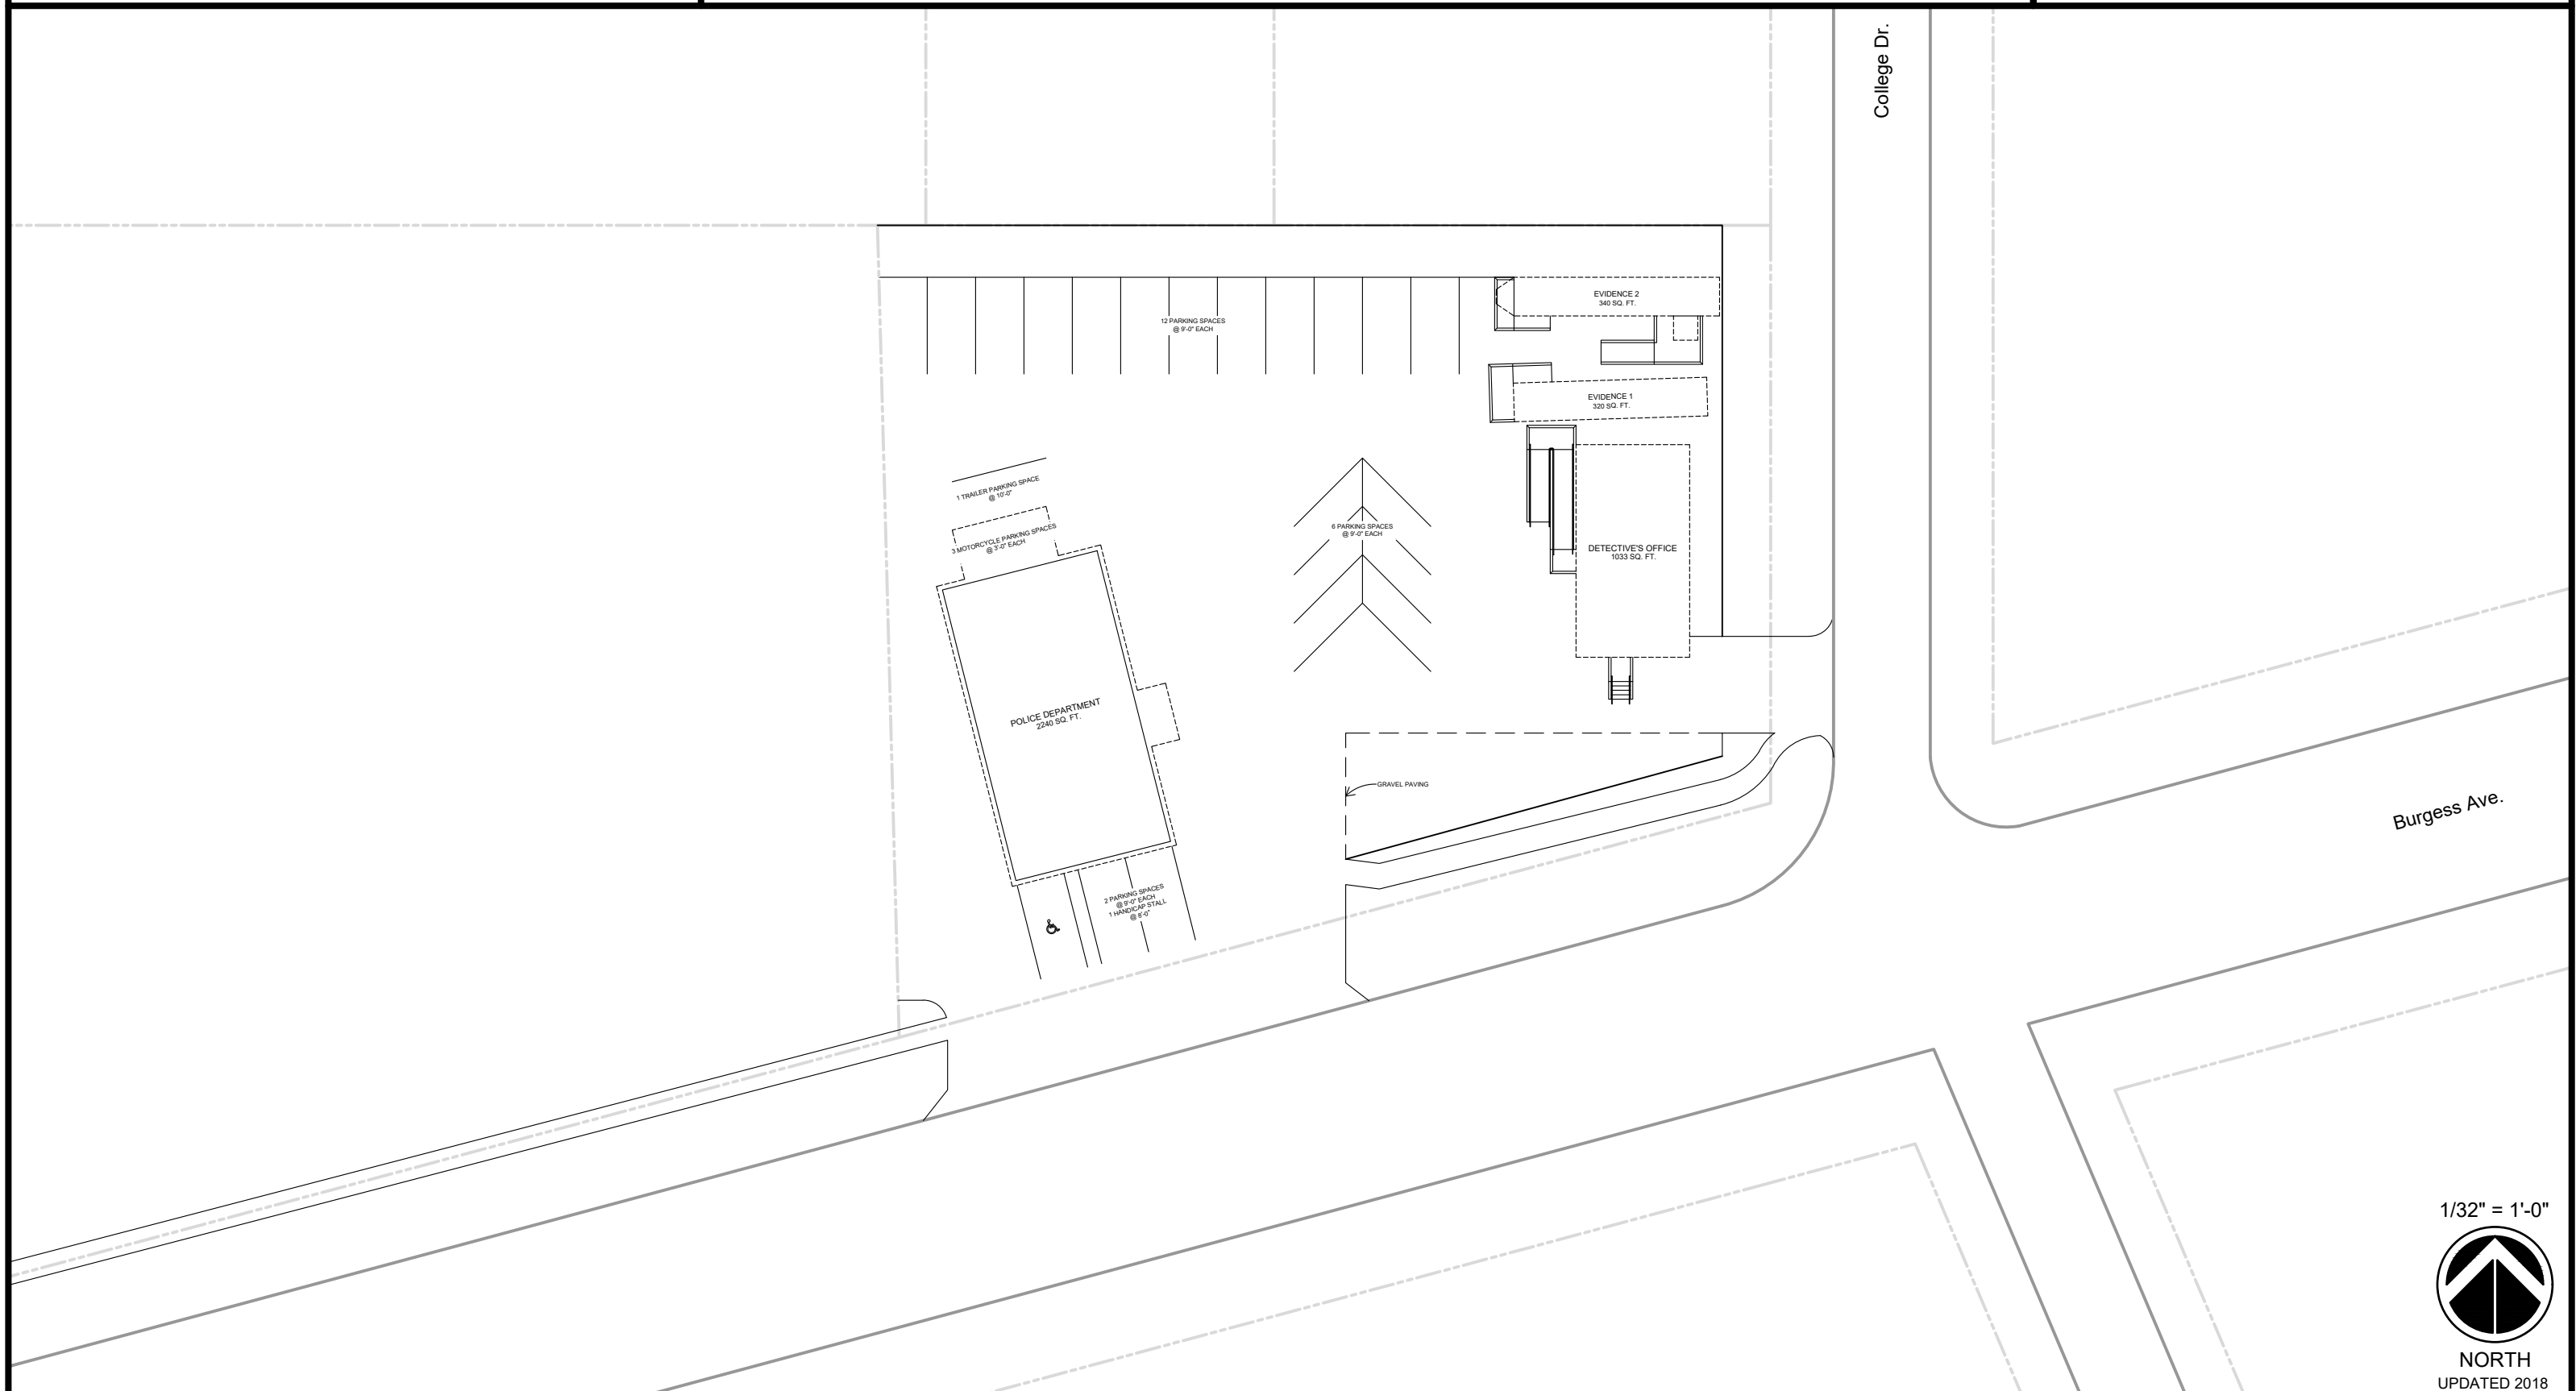 College Dr.
EVIDENCE 2
340 SQ. FT.
12 PARKING SPACES
@ 9'-0" EACH
EVIDENCE 1
320 SQ. FT.
1 TRAILER PARKING SPACE
@ 10'-0"
3 MOTORCYCLE PARKING SPACES
@ 3'-0" EACH
6 PARKING SPACES
@ 9'-0" EACH
DETECTIVE'S OFFICE
1033 SQ. FT.
POLICE DEPARTMENT
2240 SQ. FT.
GRAVEL PAVING
Burgess Ave.
2 PARKING SPACES
@ 9'-0" EACH
1 HANDICAP STALL
@ 8'-0"
1/32" = 1'-0"
NORTH
UPDATED 2018